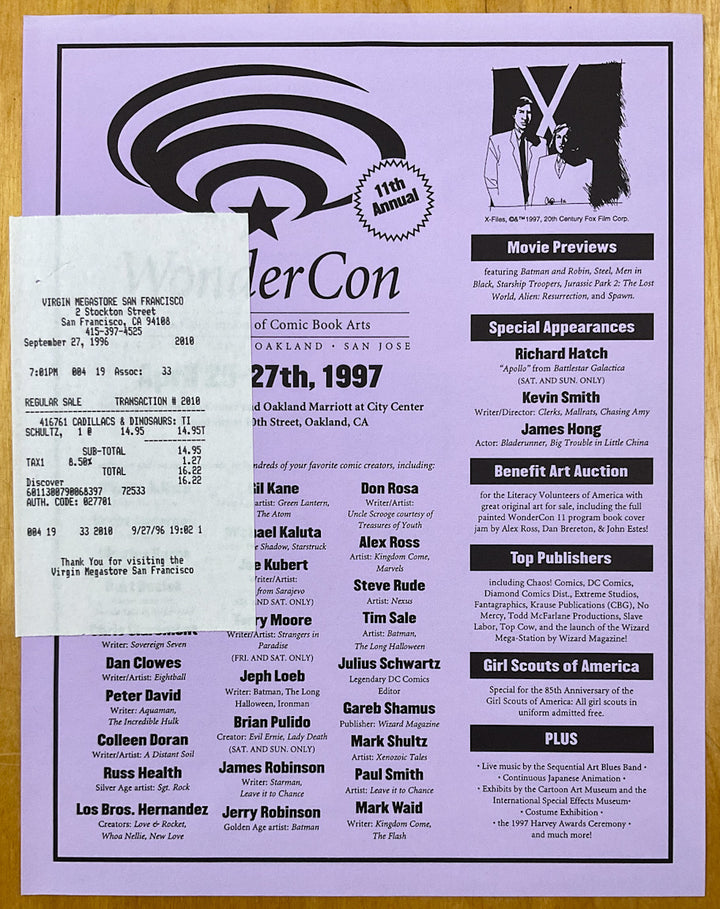 11th
Annual
WonderCon
of Comic Book Arts
OAKLAND · SAN JOSE
27th, 1997
Oakland Marriott at City Center
Street, Oakland, CA
hundreds of your favorite comic creators, including:
VIRGIN MEGASTORE SAN FRANCISCO
2 Stockton Street
San Francisco, CA 94108
415-397-4525
September 27, 1996 2010
7:01PM 004 19 Assoc: 33
REGULAR SALE TRANSACTION # 2010
416761 CADILLACS & DINOSAURS: TI
SCHULTZ, 1 @ 14.95 14.95T
SUB-TOTAL 14.95
TAX1 8.50% 1.27
TOTAL 16.22
Discover 16.22
6011300790068397 72533
AUTH. CODE: 027701
004 19 33 2010 9/27/96 19:02 1
Thank You for visiting the
Virgin Megastore San Francisco
Writer: Sovereign Seven
Dan Clowes
Writer/Artist: Eightball
Peter David
Writer: Aquaman,
The Incredible Hulk
Colleen Doran
Writer/Artist: A Distant Soil
Russ Health
Silver Age artist: Sgt. Rock
Los Bros. Hernandez
Creators: Love & Rocket,
Whoa Nellie, New Love
Gil Kane
artist: Green Lantern,
The Atom
Kaluta
Shadow, Starstruck
Kubert
Writer/Artist:
from Sarajevo
AND SAT. ONLY)
Terry Moore
Writer/Artist: Strangers in
Paradise
(FRI. AND SAT. ONLY)
Jeph Loeb
Writer: Batman, The Long
Halloween, Ironman
Brian Pulido
Creator: Evil Ernie, Lady Death
(SAT. AND SUN. ONLY)
James Robinson
Writer: Starman,
Leave it to Chance
Jerry Robinson
Golden Age artist: Batman
Don Rosa
Writer/Artist:
Uncle Scrooge courtesy of
Treasures of Youth
Alex Ross
Artist: Kingdom Come,
Marvels
Steve Rude
Artist: Nexus
Tim Sale
Artist: Batman,
The Long Halloween
Julius Schwartz
Legendary DC Comics
Editor
Gareb Shamus
Publisher: Wizard Magazine
Mark Shultz
Artist: Xenozoic Tales
Paul Smith
Artist: Leave it to Chance
Mark Waid
Writer: Kingdom Come,
The Flash
X
X-Files, ©∆™1997, 20th Century Fox Film Corp.
Movie Previews
featuring Batman and Robin, Steel, Men in
Black, Starship Troopers, Jurassic Park 2: The Lost
World, Alien: Resurrection, and Spawn.
Special Appearances
Richard Hatch
"Apollo" from Battlestar Galactica
(SAT. AND SUN. ONLY)
Kevin Smith
Writer/Director: Clerks, Mallrats, Chasing Amy
James Hong
Actor: Bladerunner, Big Trouble in Little China
Benefit Art Auction
for the Literacy Volunteers of America with
great original art for sale, including the full
painted WonderCon 11 program book cover
jam by Alex Ross, Dan Brereton, & John Estes!
Top Publishers
including Chaos! Comics, DC Comics,
Diamond Comics Dist., Extreme Studios,
Fantagraphics, Krause Publications (CBG), No
Mercy, Todd McFarlane Productions, Slave
Labor, Top Cow, and the launch of the Wizard
Mega-Station by Wizard Magazine!
Girl Scouts of America
Special for the 85th Anniversary of the
Girl Scouts of America: All girl scouts in
uniform admitted free.
PLUS
· Live music by the Sequential Art Blues Band ·
· Continuous Japanese Animation ·
· Exhibits by the Cartoon Art Museum and the
International Special Effects Museum·
· Costume Exhibition ·
· the 1997 Harvey Awards Ceremony ·
and much more!